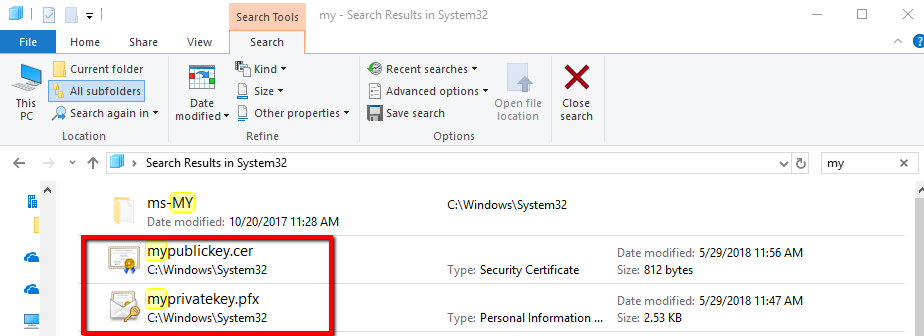 my - Search Results in System32
Search Tools
File Home Share View Search
This PC
Current folder
All subfolders
Search again in
Location
Date modified
Kind
Size
Other properties
Refine
Recent searches
Advanced options
Save search
Options
Open file location
Close search
Search Results in System32
my
ms-MY
Date modified: 10/20/2017 11:28 AM
C:\Windows\System32
mypublickey.cer
C:\Windows\System32
Type: Security Certificate
Date modified: 5/29/2018 11:56 AM
Size: 812 bytes
myprivatekey.pfx
C:\Windows\System32
Type: Personal Information ...
Date modified: 5/29/2018 11:47 AM
Size: 2.53 KB